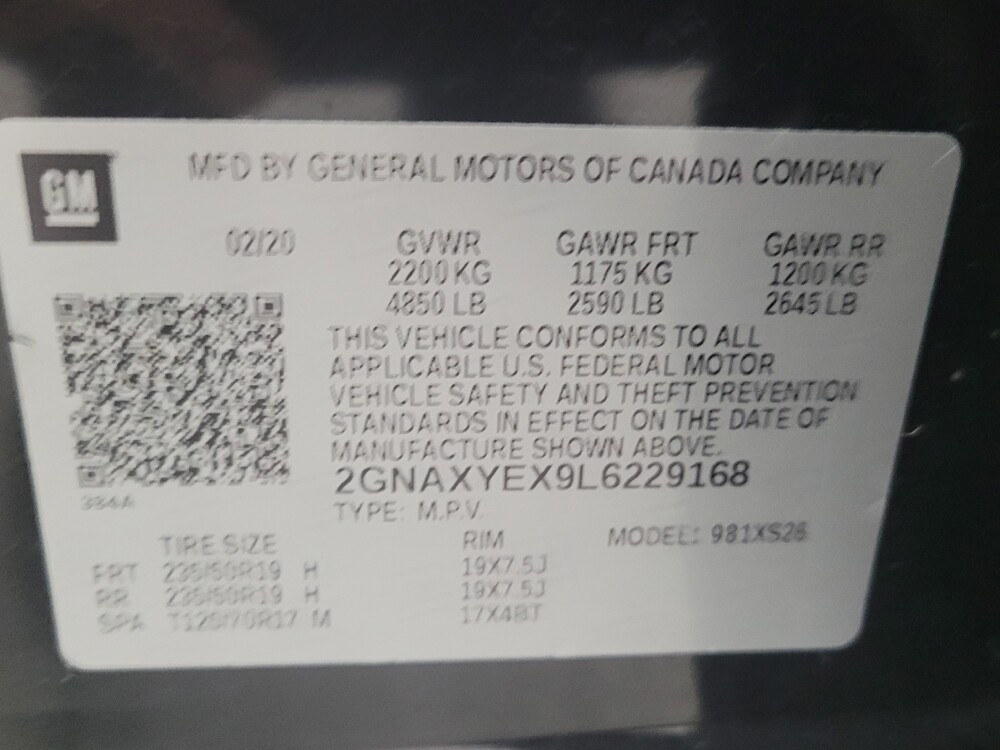 GM
MFD BY GENERAL MOTORS OF CANADA COMPANY
02/20 GVWR GAWR FRT GAWR RR
2200 KG 1175 KG 1200 KG
4850 LB 2590 LB 2645 LB
THIS VEHICLE CONFORMS TO ALL
APPLICABLE U.S. FEDERAL MOTOR
VEHICLE SAFETY AND THEFT PREVENTION
STANDARDS IN EFFECT ON THE DATE OF
MANUFACTURE SHOWN ABOVE.
2GNAXYEX9L6229168
384A
TYPE: M.P.V.
TIRE SIZE RIM MODEL: 981XS26
FRT 235/50R19 H 19X7.5J
RR 235/50R19 H 19X7.5J
SPA T125/70R17 M 17X4BT